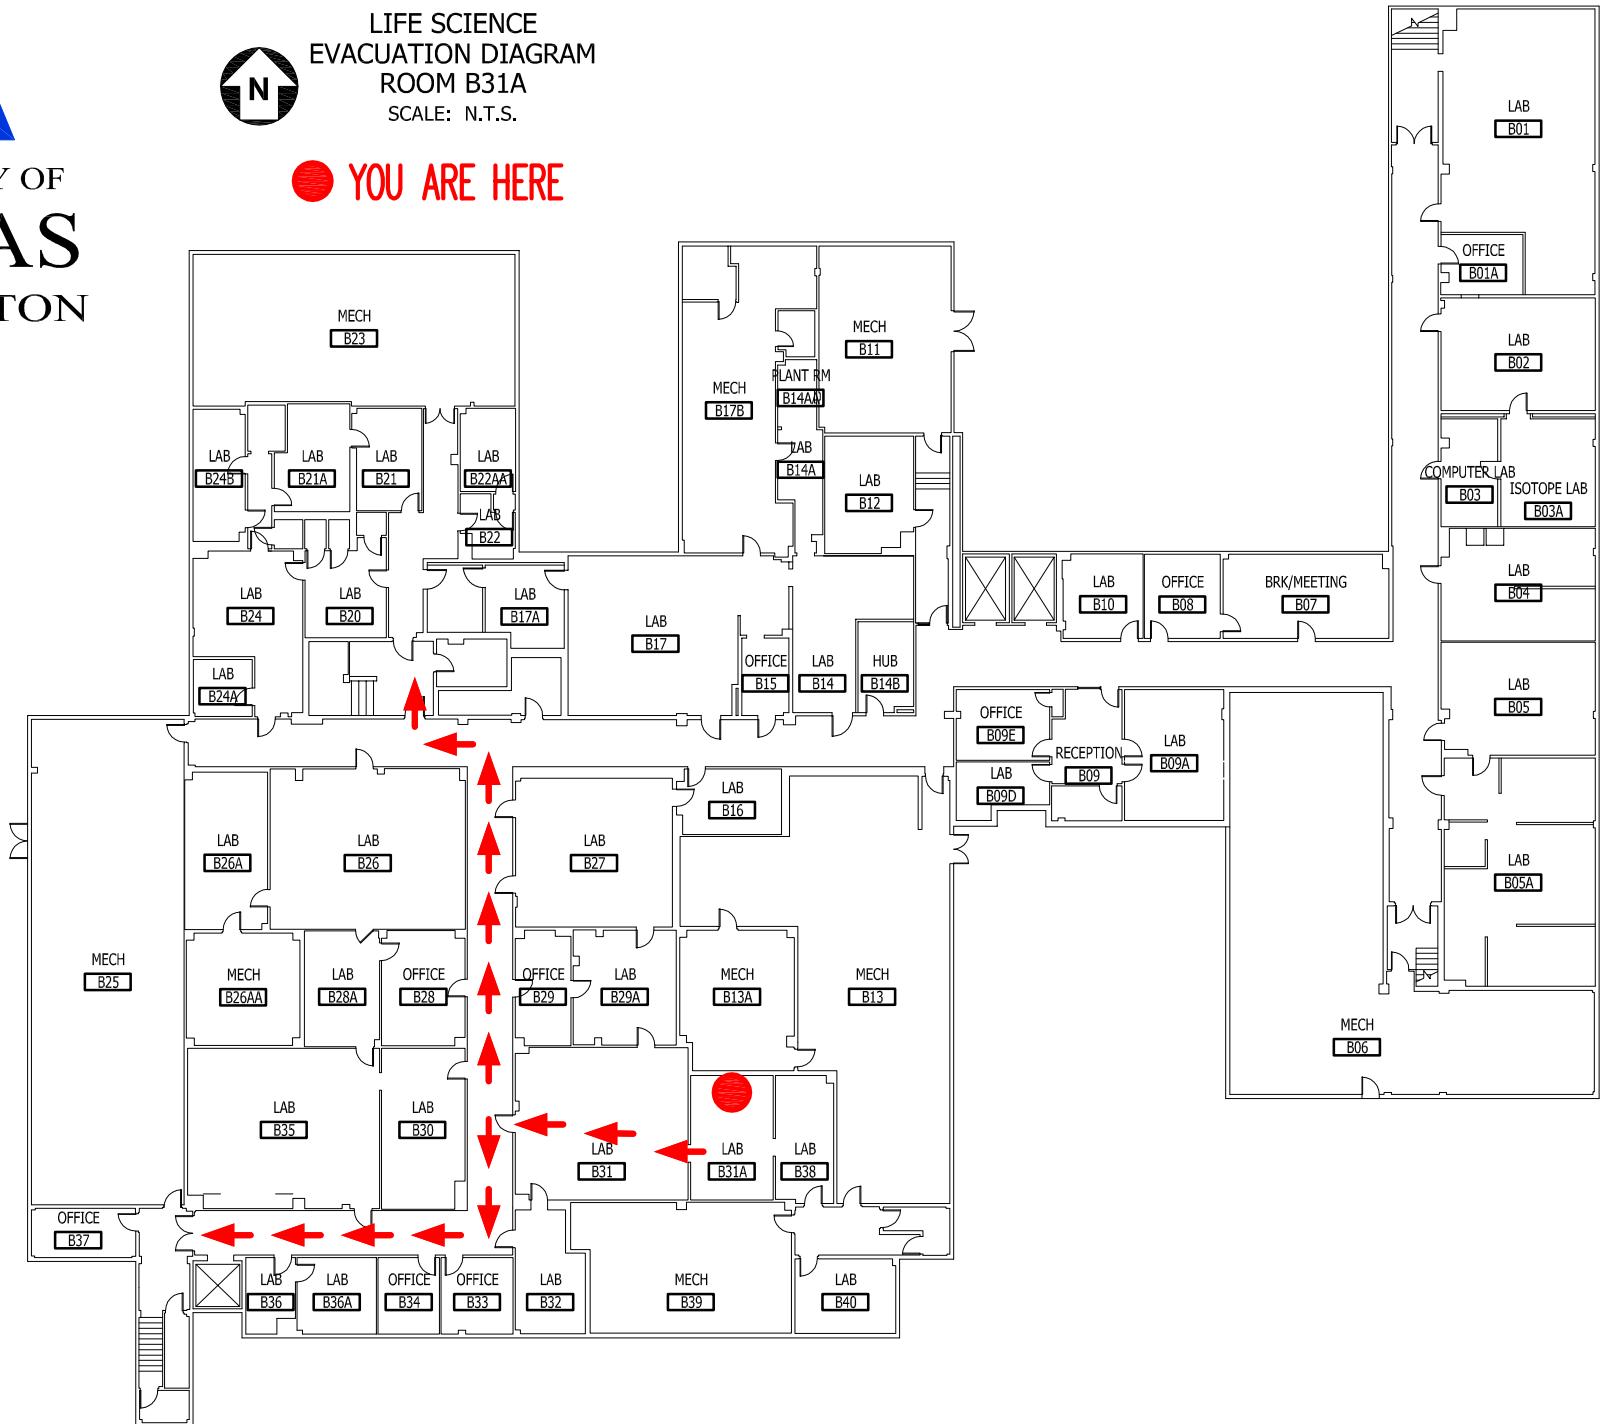 LIFE SCIENCE
EVACUATION DIAGRAM
ROOM B31A
SCALE: N.T.S.
N
YOU ARE HERE
Y OF
AS
TON
LAB
B01
OFFICE
B01A
LAB
B02
COMPUTER LAB
B03
ISOTOPE LAB
B03A
LAB
B04
LAB
B05
LAB
B05A
MECH
B06
BRK/MEETING
B07
OFFICE
B08
LAB
B10
MECH
B11
LAB
B12
PLANT RM
B14AA
LAB
B14A
MECH
B17B
MECH
B23
LAB
B24B
LAB
B21A
LAB
B21
LAB
B22AA
LAB
B22
LAB
B24
LAB
B20
LAB
B17A
LAB
B24A
LAB
B17
OFFICE
B15
LAB
B14
HUB
B14B
OFFICE
B09E
LAB
B09D
RECEPTION
B09
LAB
B09A
LAB
B16
LAB
B26A
LAB
B26
LAB
B27
MECH
B25
MECH
B26AA
LAB
B28A
OFFICE
B28
OFFICE
B29
LAB
B29A
MECH
B13A
MECH
B13
LAB
B35
LAB
B30
LAB
B31
LAB
B31A
LAB
B38
OFFICE
B37
LAB
B36
LAB
B36A
OFFICE
B34
OFFICE
B33
LAB
B32
MECH
B39
LAB
B40